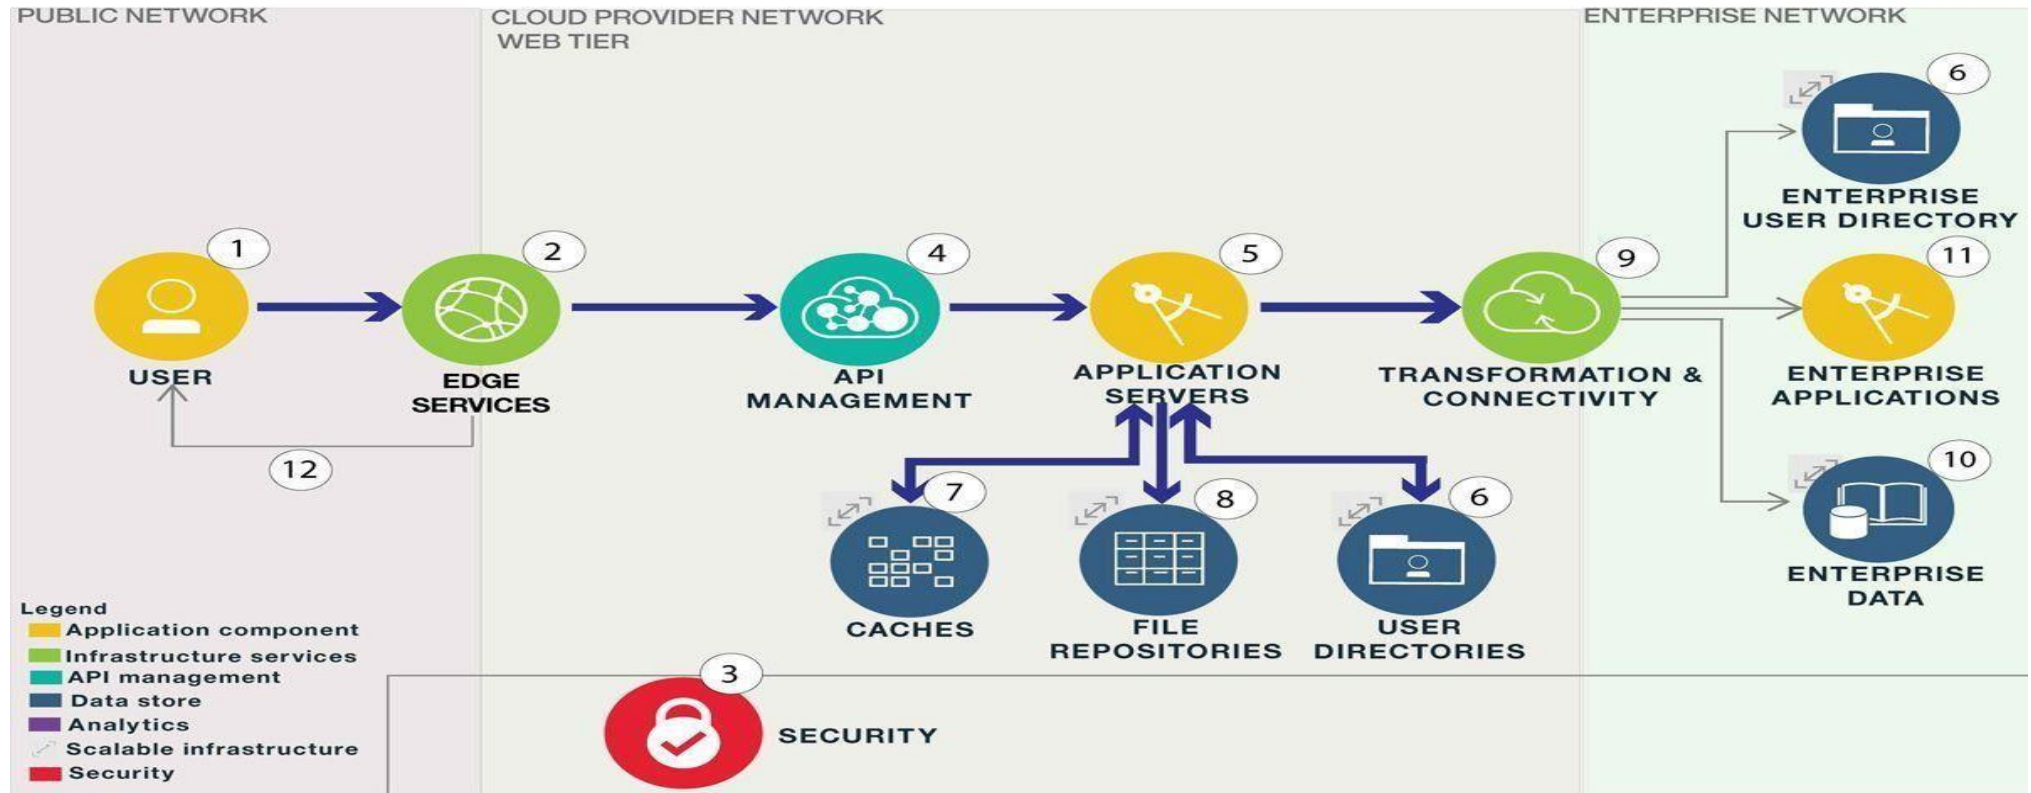 PUBLIC NETWORK
CLOUD PROVIDER NETWORK
WEB TIER
ENTERPRISE NETWORK
6
ENTERPRISE
USER DIRECTORY
1
USER
2
EDGE
SERVICES
4
API
MANAGEMENT
5
APPLICATION
SERVERS
9
TRANSFORMATION &
CONNECTIVITY
11
ENTERPRISE
APPLICATIONS
12
7
CACHES
8
FILE
REPOSITORIES
6
USER
DIRECTORIES
10
ENTERPRISE
DATA
3
SECURITY
Legend
Application component
Infrastructure services
API management
Data store
Analytics
Scalable infrastructure
Security